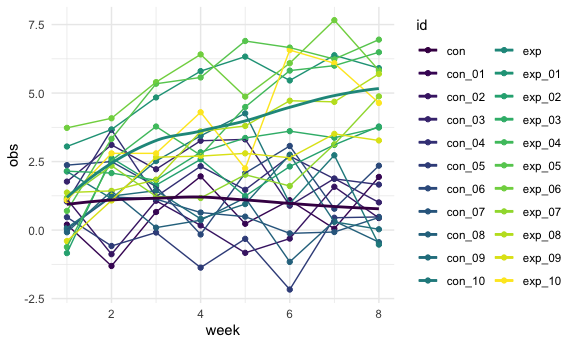 id
7.5
5.0
2.5
0.0
-2.5
obs
2
4
6
8
week
con
con_01
con_02
con_03
con_04
con_05
con_06
con_07
con_08
con_09
con_10
exp
exp_01
exp_02
exp_03
exp_04
exp_05
exp_06
exp_07
exp_08
exp_09
exp_10